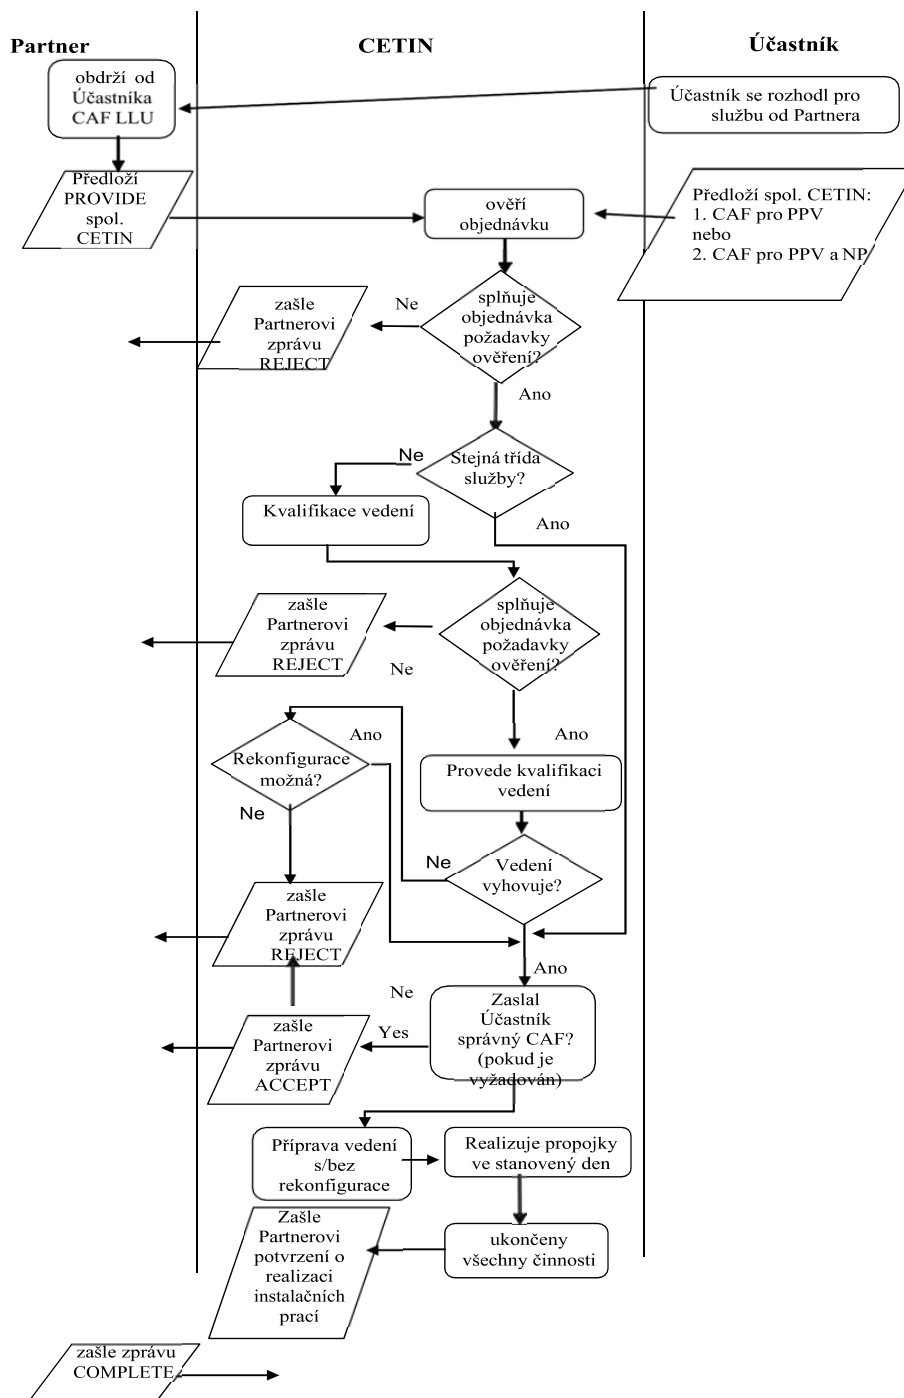 Partner
CETIN
Účastník
obdrží od
Účastníka
CAF LLU
Účastník se rozhodl pro
službu od Partnera
Předloží
PROVIDE
spol.
CETIN
ověří
objednávku
Předloží spol. CETIN:
1. CAF pro PPV
nebo
2. CAF pro PPV a NP
zašle
Partnerovi
zprávu
REJECT
Ne
splňuje
objednávka
požadavky
ověření?
Ano
Ne
Stejná třída
služby?
Kvalifikace vedení
Ano
zašle
Partnerovi
zprávu
REJECT
Ne
splňuje
objednávka
požadavky
ověření?
Ano
Ano
Rekonfigurace
možná?
Provede kvalifikaci
vedení
Ne
Ne
Vedení
vyhovuje?
zašle
Partnerovi
zprávu
REJECT
Ano
Ne
Zaslal
Účastník
správný CAF?
(pokud je
vyžadován)
Yes
zašle
Partnerovi
zprávu
ACCEPT
Příprava vedení
s/bez
rekonfigurace
Realizuje propojky
ve stanovený den
Zašle
Partnerovi
potvrzení o
realizaci
instalačních
prací
ukončeny
všechny činnosti
zašle zprávu
COMPLETE